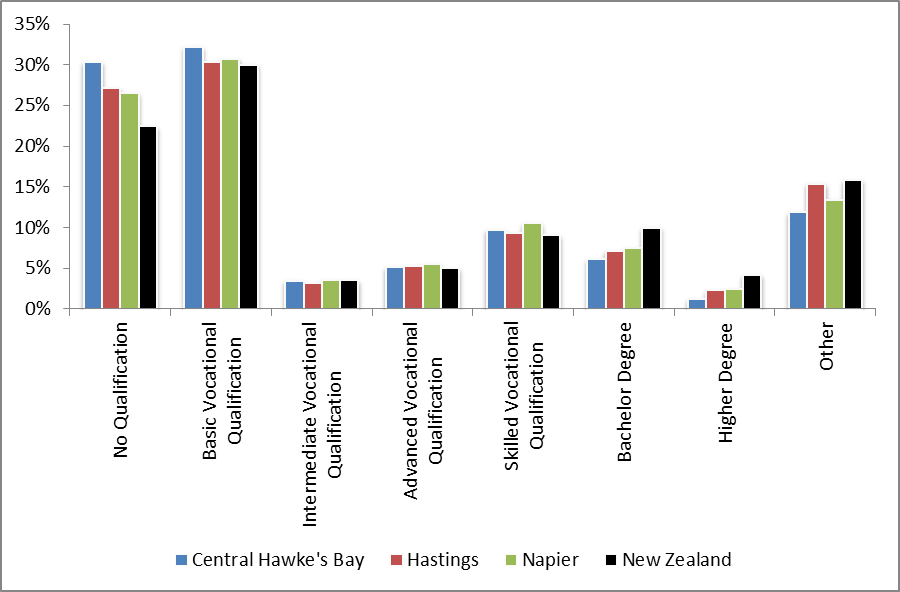 35%
30%
25%
20%
15%
10%
5%
0%
No Qualification
Basic Vocational
Qualification
Intermediate Vocational
Qualification
Advanced Vocational
Qualification
Skilled Vocational
Qualification
Bachelor Degree
Higher Degree
Other
Central Hawke's Bay
Hastings
Napier
New Zealand